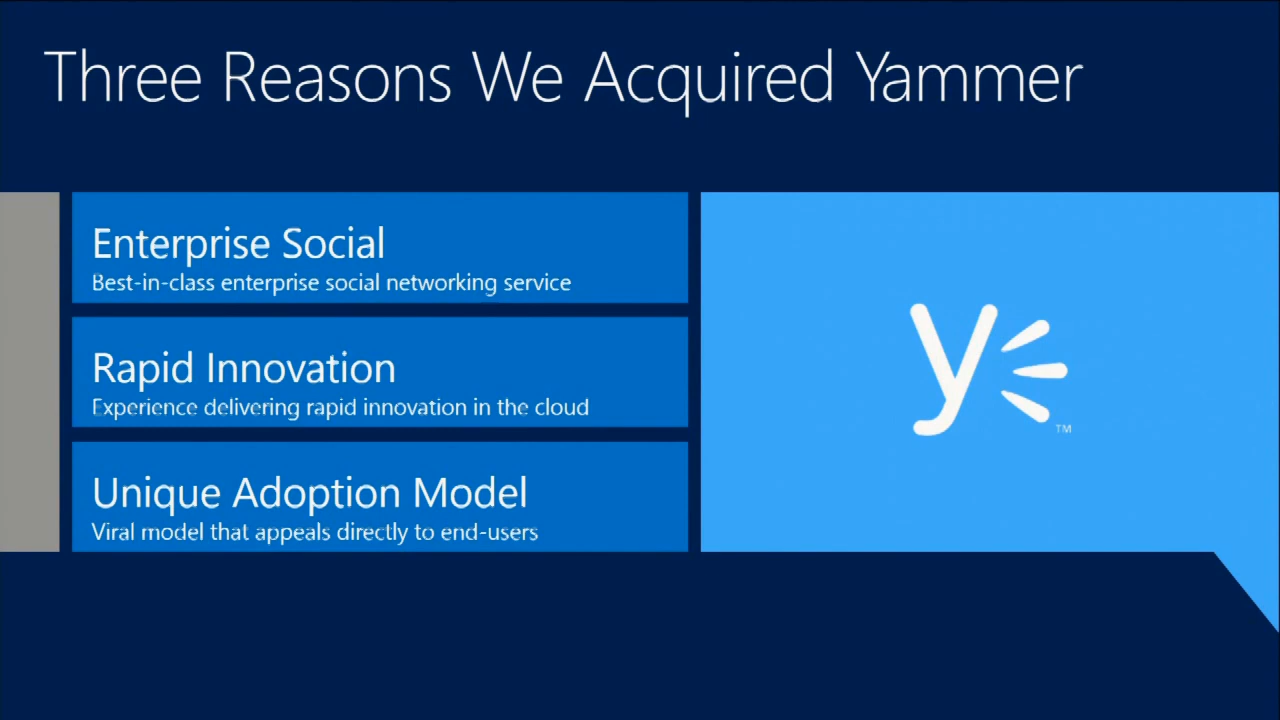 Three Reasons We Acquired Yammer
Enterprise Social
Best-in-class enterprise social networking service
Rapid Innovation
Experience delivering rapid innovation in the cloud
Unique Adoption Model
Viral model that appeals directly to end-users
y
TM